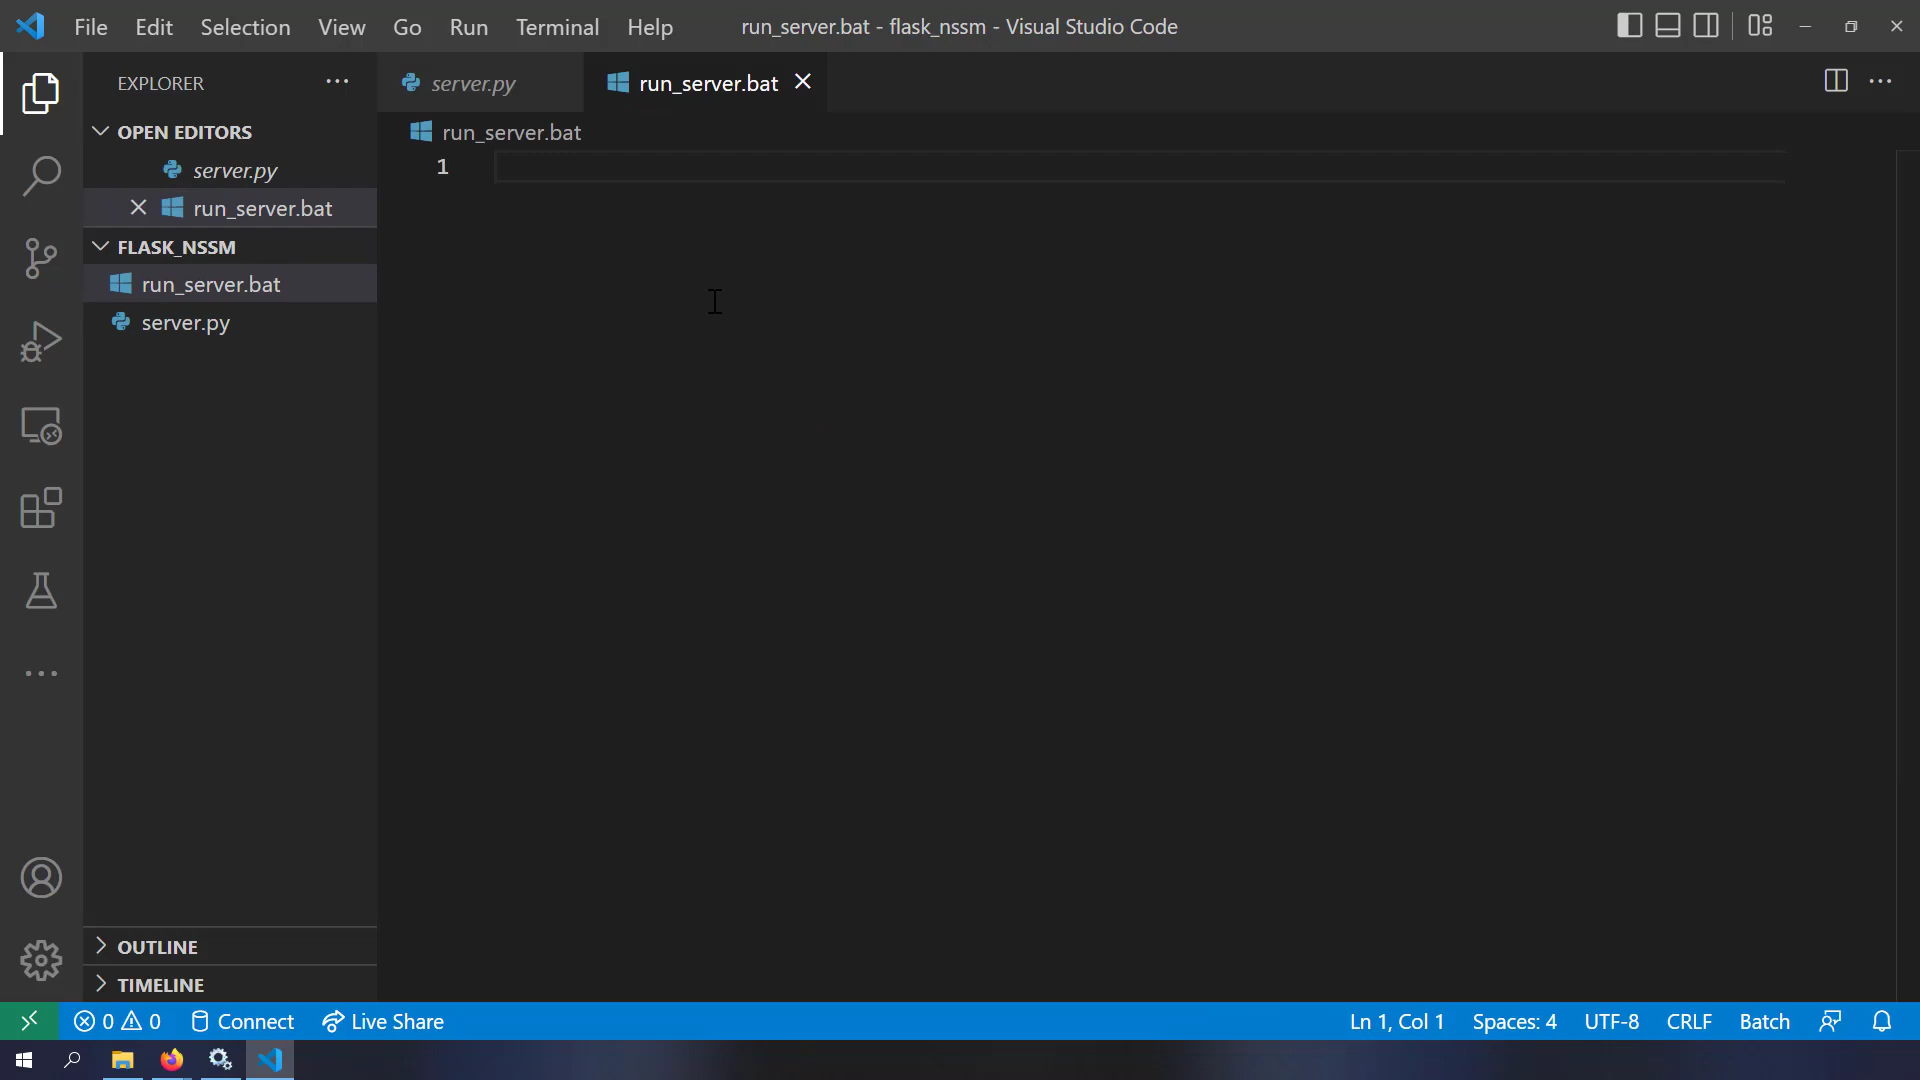 File Edit Selection View Go Run Terminal Help
run_server.bat - flask_nssm - Visual Studio Code
EXPLORER
OPEN EDITORS
server.py
run_server.bat
FLASK_NSSM
run_server.bat
server.py
OUTLINE
TIMELINE
server.py
run_server.bat
run_server.bat
1
0 0 Connect Live Share
Ln 1, Col 1 Spaces: 4 UTF-8 CRLF Batch